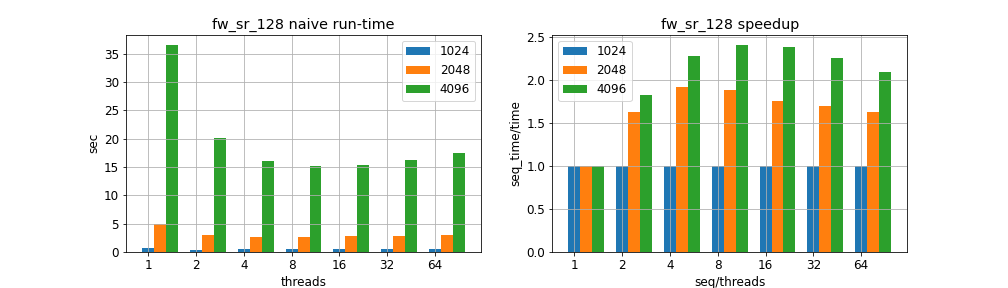 fw_sr_128 naive run-time
sec
35
30
25
20
15
10
5
0
1024
2048
4096
1 2 4 8 16 32 64
threads
fw_sr_128 speedup
seq_time/time
2.5
2.0
1.5
1.0
0.5
0.0
1024
2048
4096
1 2 4 8 16 32 64
seq/threads